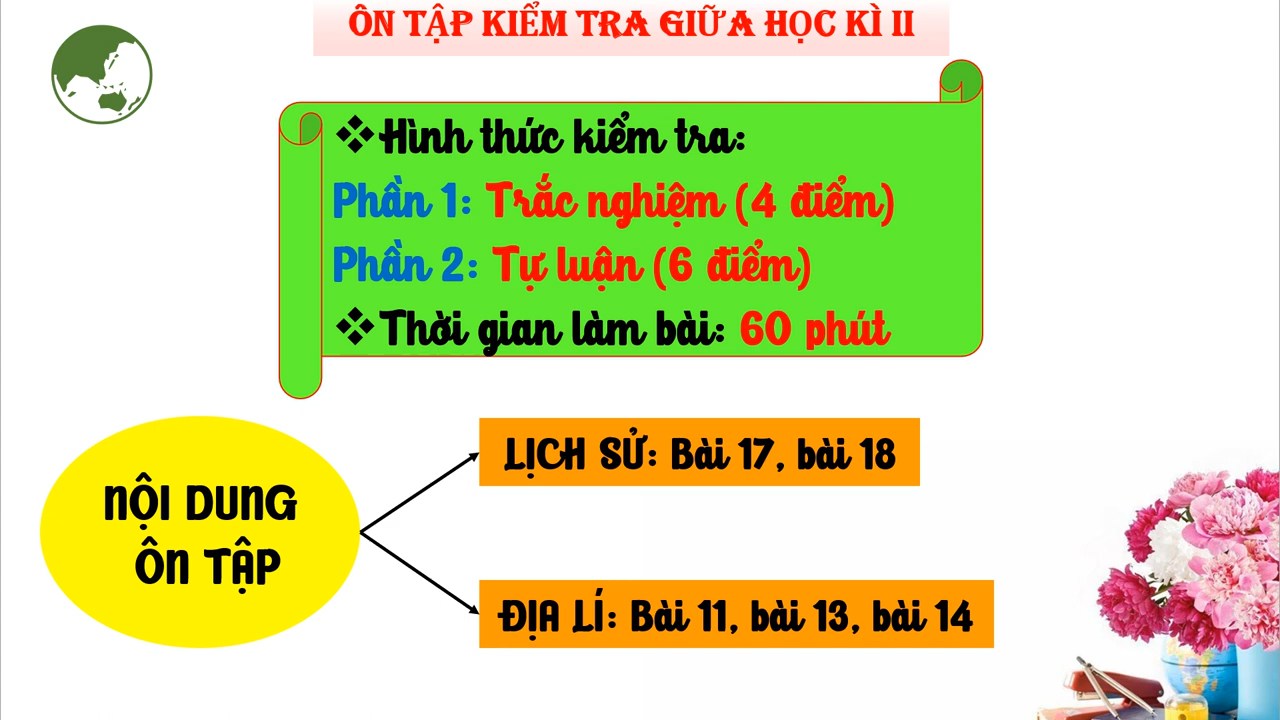 ÔN TẬP KIỂM TRA GIỮA HỌC KÌ II
❖Hình thức kiểm tra:
Phần 1: Trắc nghiệm (4 điểm)
Phần 2: Tự luận (6 điểm)
❖Thời gian làm bài: 60 phút
NỘI DUNG
ÔN TẬP
LỊCH SỬ: Bài 17, bài 18
ĐỊA LÍ: Bài 11, bài 13, bài 14